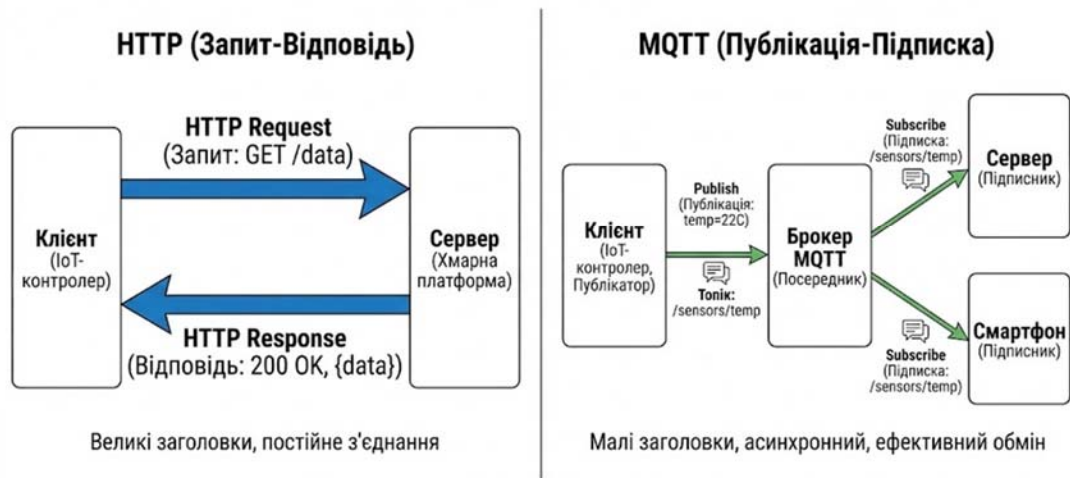 HTTP (Запит-Відповідь)
HTTP Request
(Запит: GET /data)
Клієнт
(IoT-
контролер)
Сервер
(Хмарна
платформа)
HTTP Response
(Відповідь: 200 OK, {data})
Великі заголовки, постійне з'єднання
MQTT (Публікація-Підписка)
Клієнт
(IoT-
контролер,
Публікатор)
Publish
(Публікація:
temp=22C)
Топік:
/sensors/temp
Брокер
MQTT
(Посередник)
Subscribe
(Підписка:
/sensors/temp)
Сервер
(Підписник)
Subscribe
(Підписка:
/sensors/temp)
Смартфон
(Підписник)
Малі заголовки, асинхронний, ефективний обмін